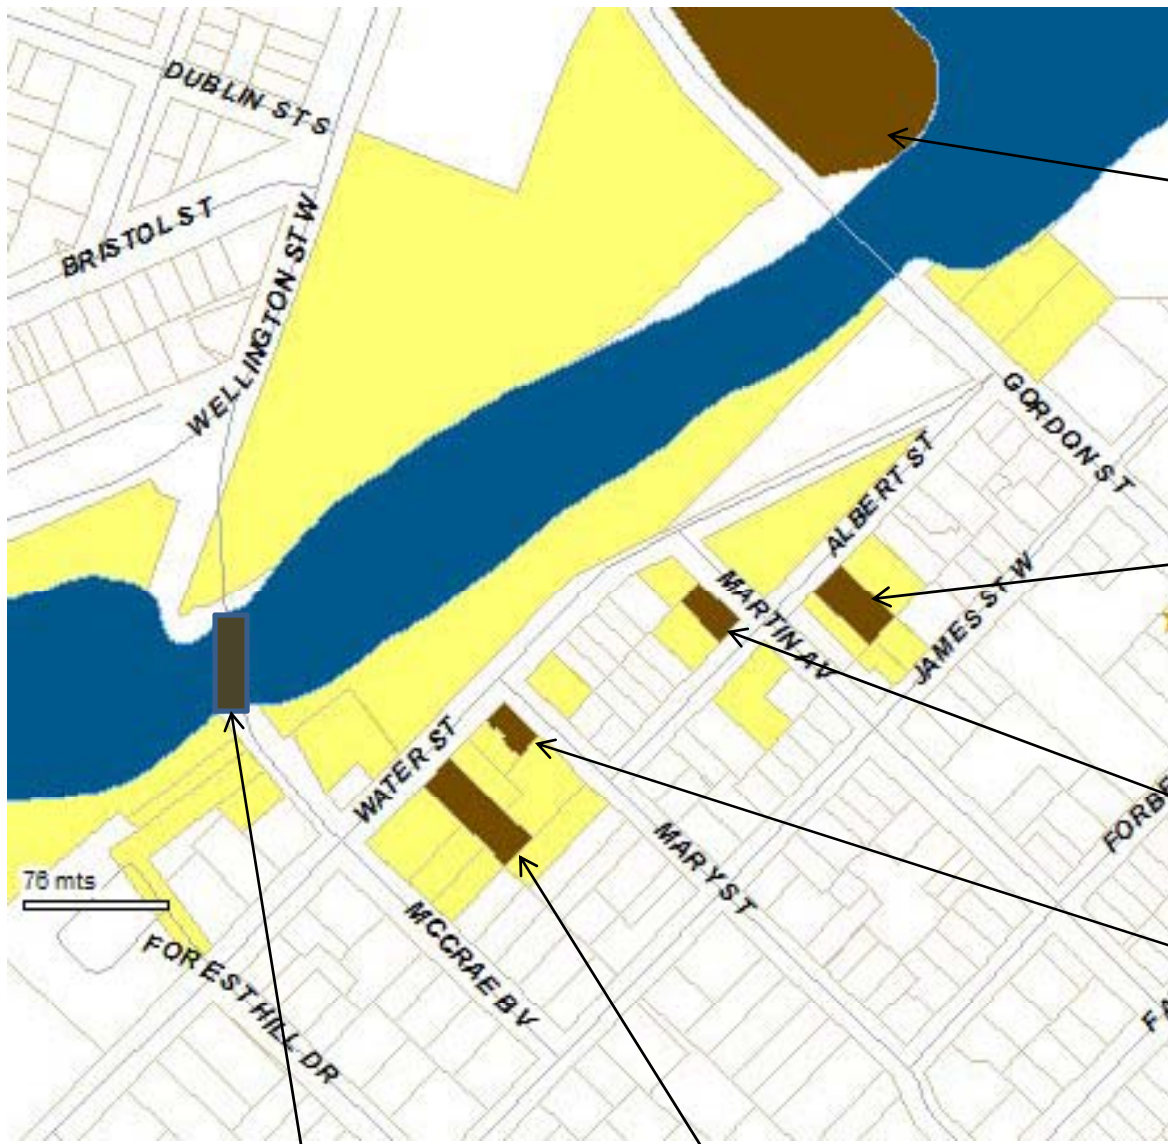 DUBLIN ST S
BRISTOL ST
WELLINGTON ST W
GORDON ST
ALBERT ST
MARTIN AV
JAMES ST W
WATER ST
MARY ST
MCCRAE BV
FOREST HILL DR
76 mts